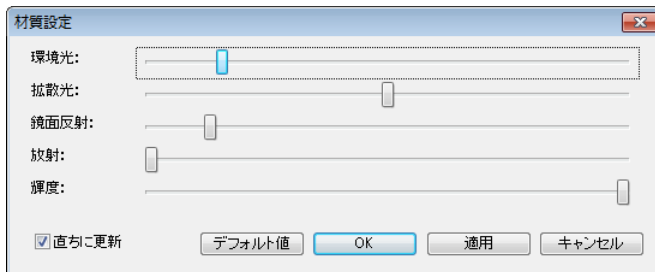 材質設定
環境光:
拡散光:
鏡面反射:
放射:
輝度:
直ちに更新
デフォルト値
OK
適用
キャンセル